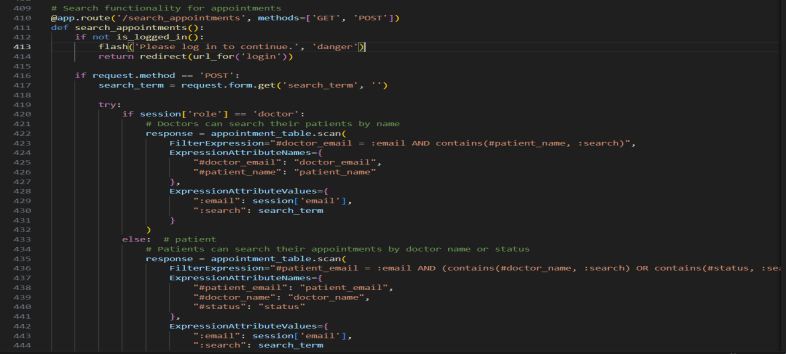 409 # Search functionality for appointments
410 @app.route('/search_appointments', methods=['GET', 'POST'])
411 def search_appointments():
412     if not is_logged_in():
413         flash('Please log in to continue.', 'danger')
414         return redirect(url_for('login'))
415
416     if request.method == 'POST':
417         search_term = request.form.get('search_term', '')
418
419         try:
420             if session['role'] == 'doctor':
421                 # Doctors can search their patients by name
422                 response = appointment_table.scan(
423                     FilterExpression="#doctor_email = :email AND contains(#patient_name, :search)",
424                     ExpressionAttributeNames={
425                         "#doctor_email": "doctor_email",
426                         "#patient_name": "patient_name"
427                     },
428                     ExpressionAttributeValues={
429                         ":email": session['email'],
430                         ":search": search_term
431                     }
432                 )
433             else:  # patient
434                 # Patients can search their appointments by doctor name or status
435                 response = appointment_table.scan(
436                     FilterExpression="#patient_email = :email AND (contains(#doctor_name, :search) OR contains(#status, :sea
437                     ExpressionAttributeNames={
438                         "#patient_email": "patient_email",
439                         "#doctor_name": "doctor_name",
440                         "#status": "status"
441                     },
442                     ExpressionAttributeValues={
443                         ":email": session['email'],
444                         ":search": search_term